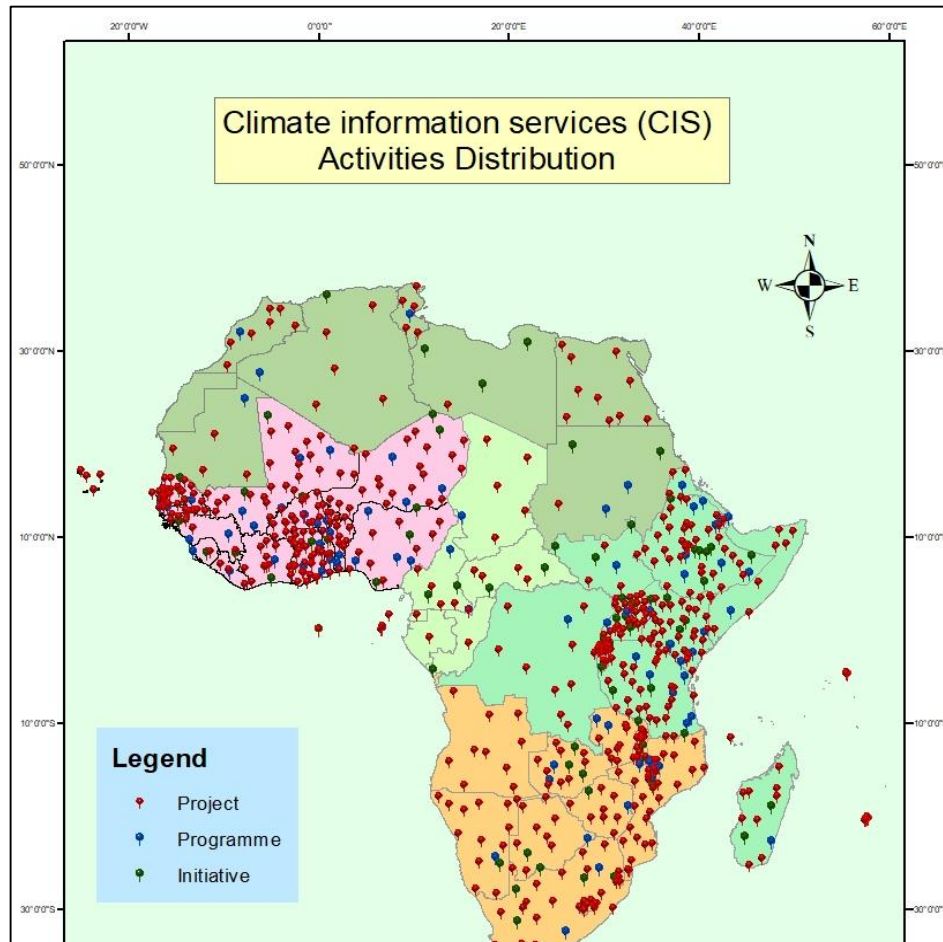 20°0'0"W 0°0'0" 20°0'0"E 40°0'0"E 60°0'0"E
Climate information services (CIS)
Activities Distribution
50°0'0"N
50°0'0"N
N
W E
S
30°0'0"N
30°0'0"N
10°0'0"N
10°0'0"N
10°0'0"S
10°0'0"S
Legend
Project
Programme
Initiative
30°0'0"S
30°0'0"S